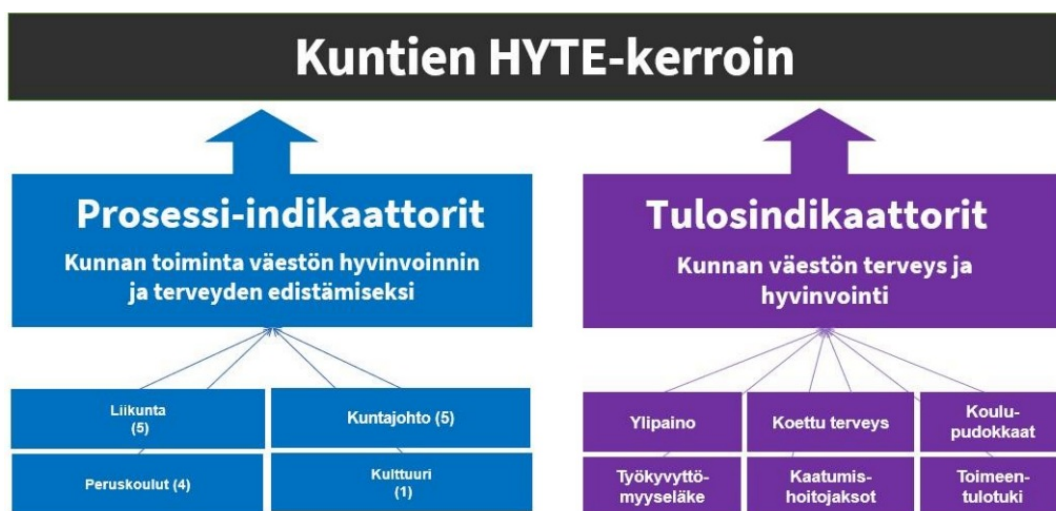 Kuntien HYTE-kerroin
Prosessi-indikaattorit
Kunnan toiminta väestön hyvinvoinnin
ja terveyden edistämiseksi
Liikunta
(5)
Kuntajohto (5)
Peruskoulut (4)
Kulttuuri
(1)
Tulosindikaattorit
Kunnan väestön terveys ja
hyvinvointi
Ylipaino
Koettu terveys
Koulu-
pudokkaat
Työkyvyttö-
myyseläke
Kaatumis-
hoitojaksot
Toimeen-
tulotuki